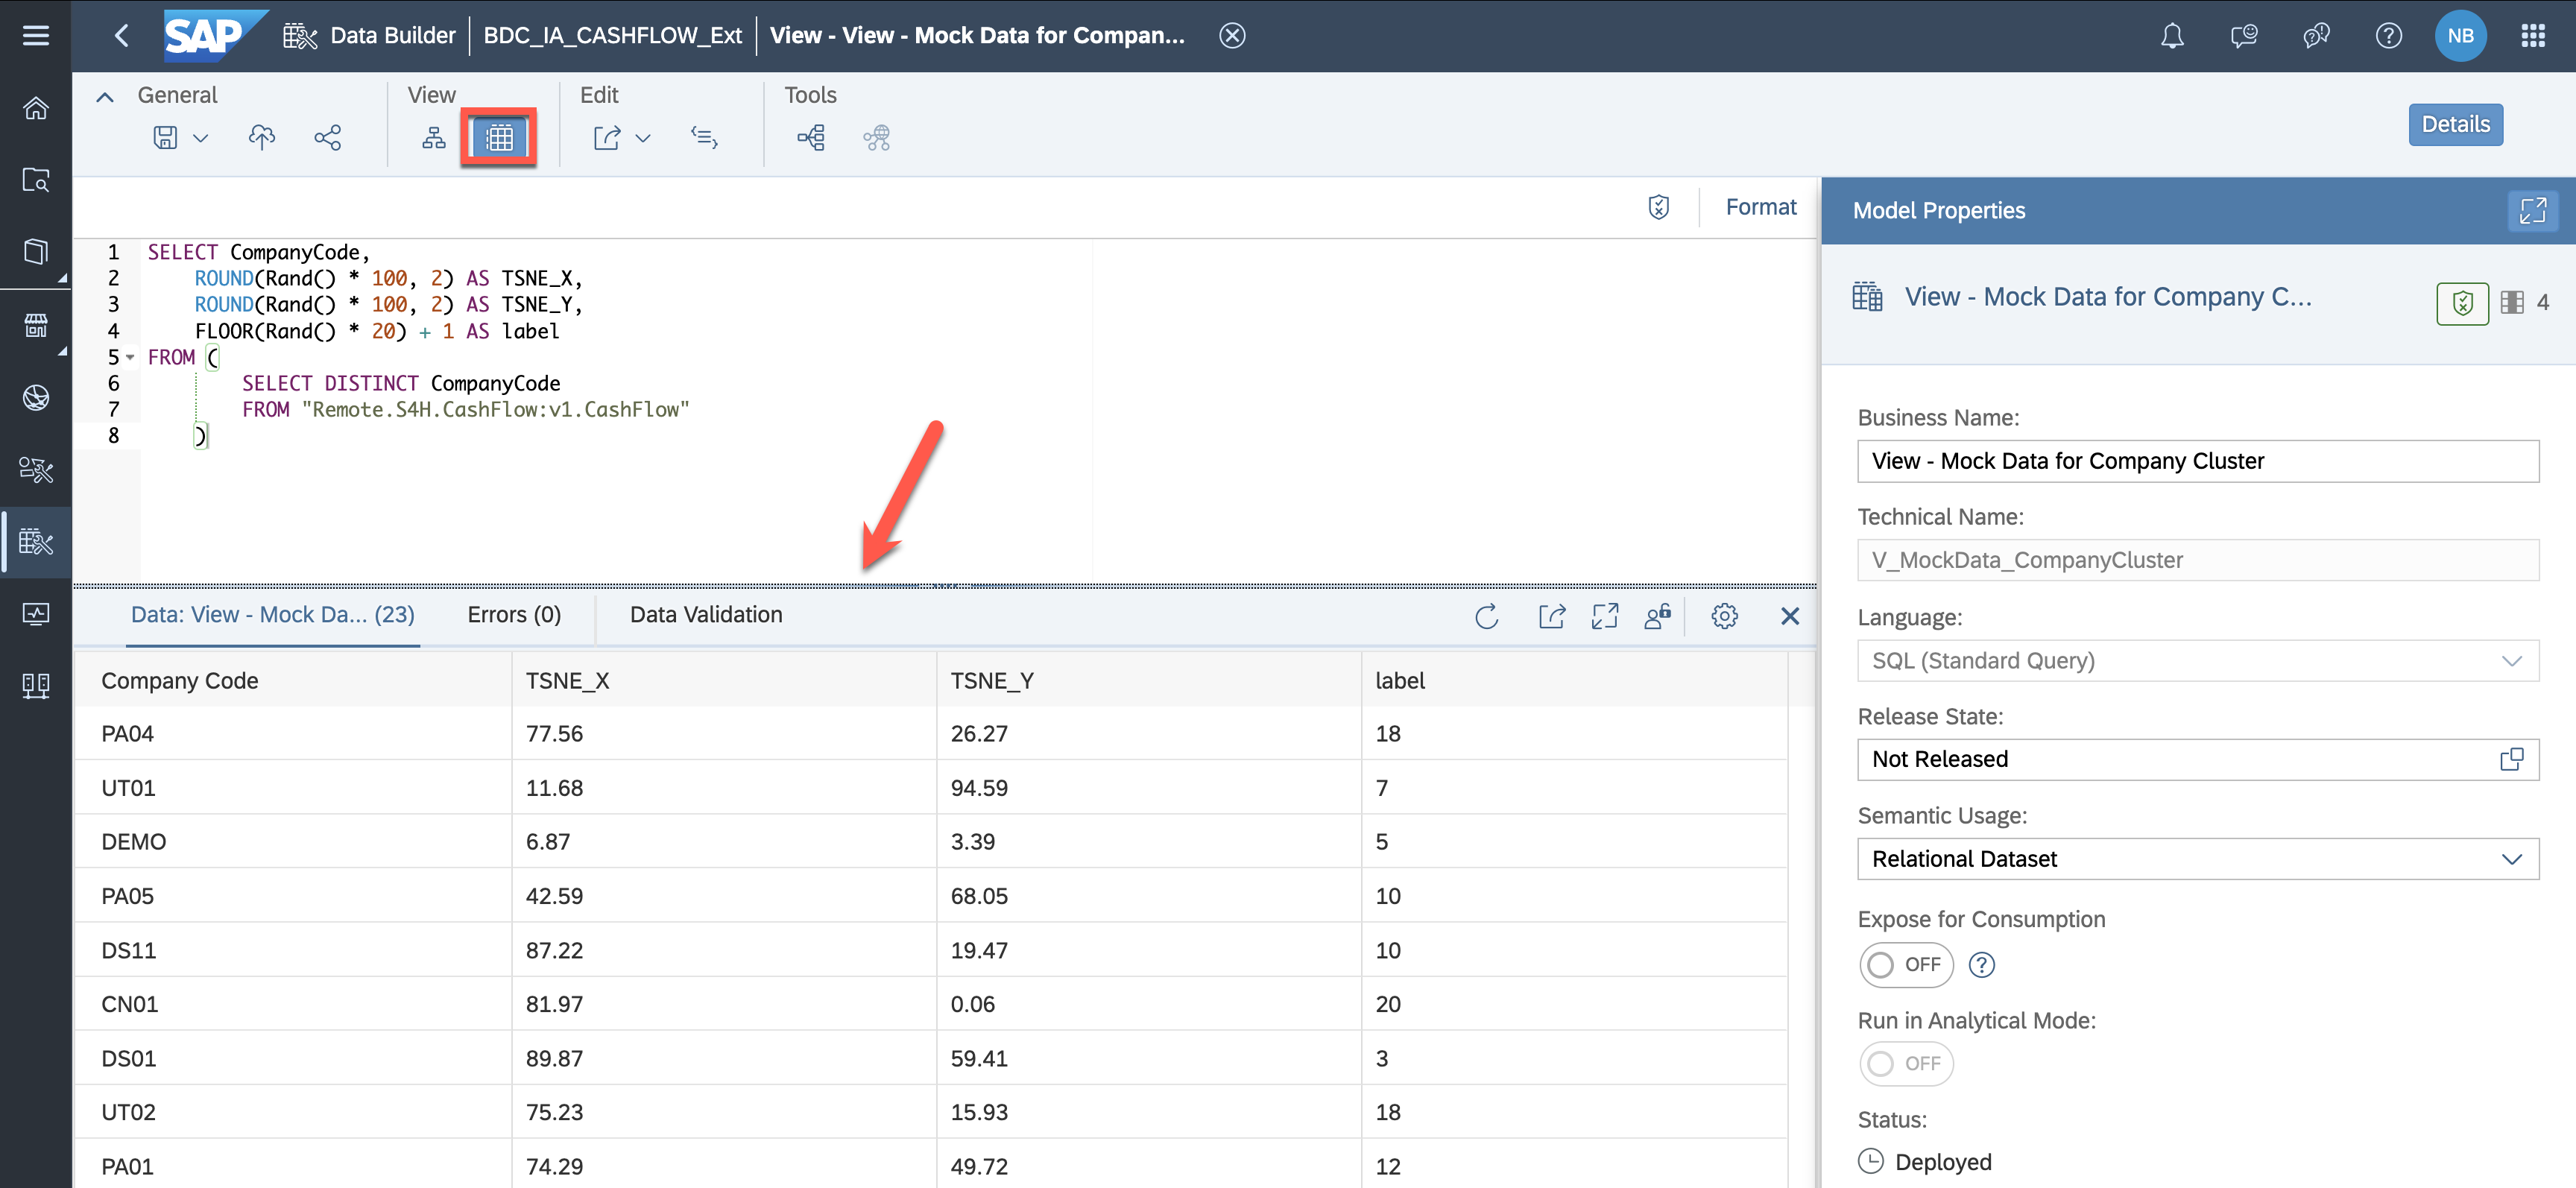 SAP Data Builder BDC_IA_CASHFLOW_Ext View - View - Mock Data for Compan... NB
General View Edit Tools
Details
Format
1 SELECT CompanyCode,
2 ROUND(Rand() * 100, 2) AS TSNE_X,
3 ROUND(Rand() * 100, 2) AS TSNE_Y,
4 FLOOR(Rand() * 20) + 1 AS label
5 FROM (
6 SELECT DISTINCT CompanyCode
7 FROM "Remote.S4H.CashFlow:v1.CashFlow"
8 )
Data: View - Mock Da... (23) Errors (0) Data Validation
Company Code TSNE_X TSNE_Y label
PA04 77.56 26.27 18
UT01 11.68 94.59 7
DEMO 6.87 3.39 5
PA05 42.59 68.05 10
DS11 87.22 19.47 10
CN01 81.97 0.06 20
DS01 89.87 59.41 3
UT02 75.23 15.93 18
PA01 74.29 49.72 12
Model Properties
View - Mock Data for Company C... 4
Business Name:
View - Mock Data for Company Cluster
Technical Name:
V_MockData_CompanyCluster
Language:
SQL (Standard Query)
Release State:
Not Released
Semantic Usage:
Relational Dataset
Expose for Consumption
OFF
Run in Analytical Mode:
OFF
Status:
Deployed